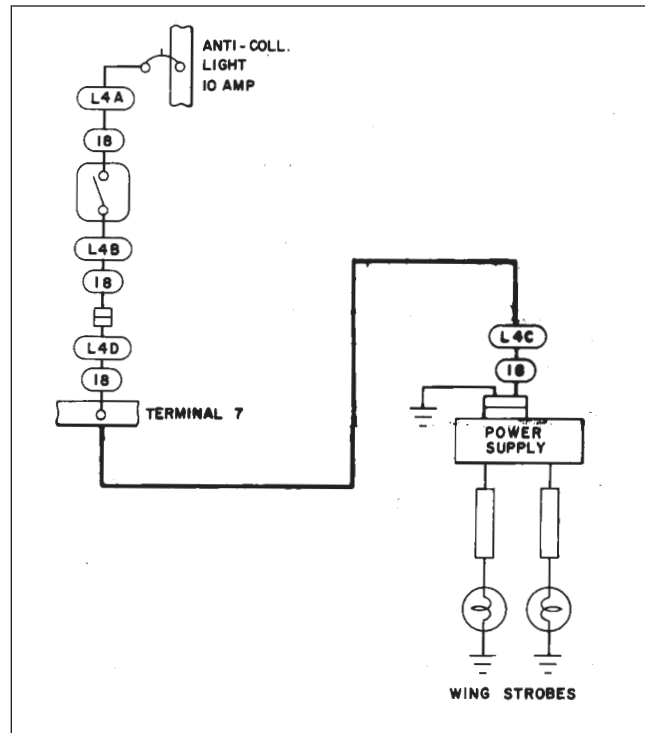 ANTI-COLL.
LIGHT
10 AMP
L4A
18
L4B
18
L4D
18
TERMINAL 7
L4C
18
POWER
SUPPLY
WING STROBES